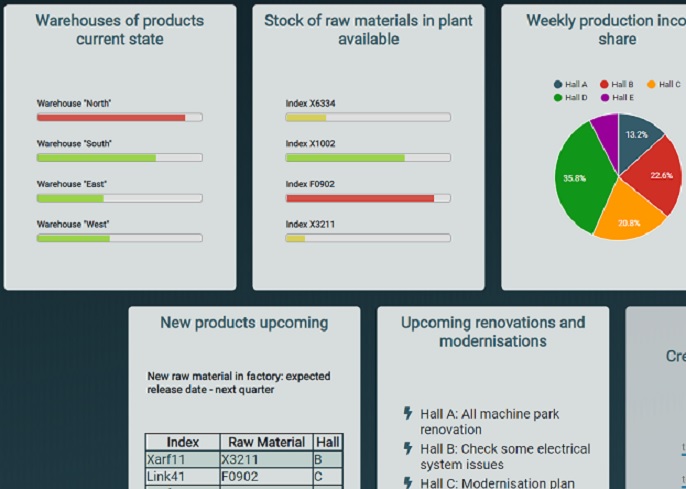 Warehouses of products
current state
Warehouse "North"
Warehouse "South"
Warehouse "East"
Warehouse "West"
Stock of raw materials in plant
available
Index X6334
Index X1002
Index F0902
Index X3211
Weekly production inco
share
Hall A Hall B Hall C
Hall D Hall E
13.2%
22.6%
20.8%
35.8%
New products upcoming
New raw material in factory: expected
release date - next quarter
Index Raw Material Hall
Xarf11 X3211 B
Link41 F0902 C
Upcoming renovations and
modernisations
Hall A: All machine park
renovation
Hall B: Check some electrical
system issues
Hall C: Modernisation plan
Cre